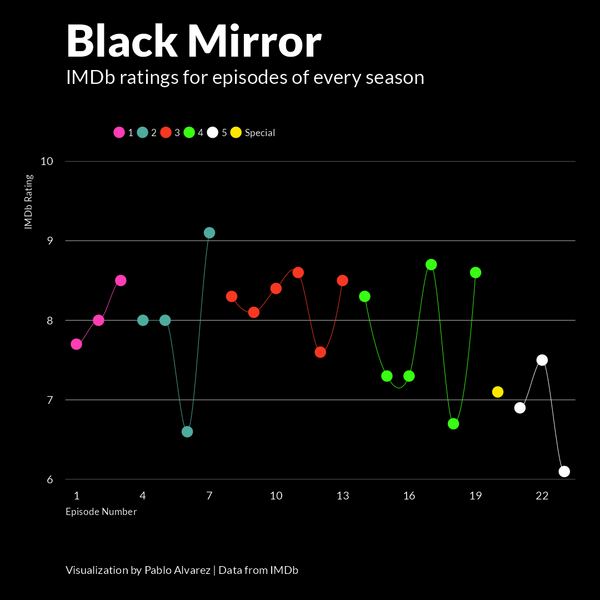 Black Mirror
IMDb ratings for episodes of every season
1 2 3 4 5 Special
10
IMDb Rating
9
8
7
6
1 4 7 10 13 16 19 22
Episode Number
Visualization by Pablo Alvarez | Data from IMDb